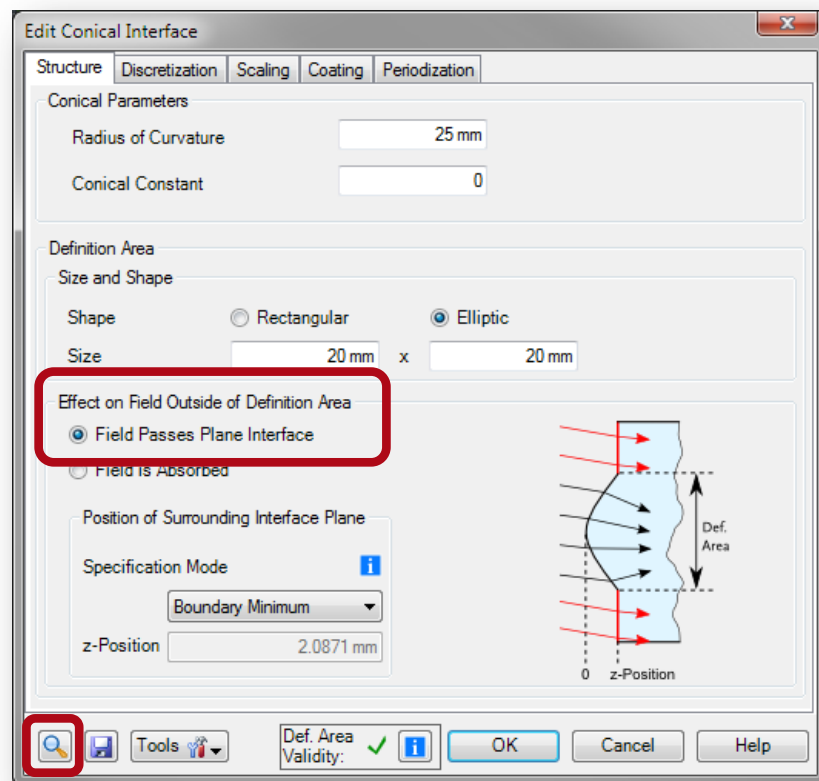 Edit Conical Interface
Structure Discretization Scaling Coating Periodization
Conical Parameters
Radius of Curvature 25 mm
Conical Constant 0
Definition Area
Size and Shape
Shape Rectangular Elliptic
Size 20 mm x 20 mm
Effect on Field Outside of Definition Area
Field Passes Plane Interface
Field Is Absorbed
Position of Surrounding Interface Plane
Specification Mode
Boundary Minimum
z-Position 2.0871 mm
Def.
Area
0 z-Position
Tools
Def. Area
Validity:
OK Cancel Help